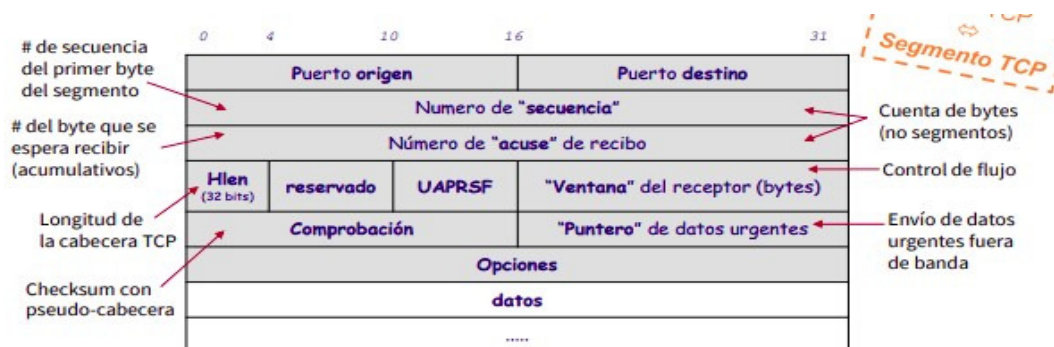 0 4 10 16 31
TCP
⇔
Segmento TCP
# de secuencia
del primer byte
del segmento
# del byte que se
espera recibir
(acumulativos)
Longitud de
la cabecera TCP
Checksum con
pseudo-cabecera
Puerto origen Puerto destino
Numero de “secuencia”
Número de “acuse” de recibo
Hlen
(32 bits)
reservado
UAPRSF
“Ventana” del receptor (bytes)
Comprobación “Puntero” de datos urgentes
Opciones
datos
.....
Cuenta de bytes
(no segmentos)
Control de flujo
Envío de datos
urgentes fuera
de banda